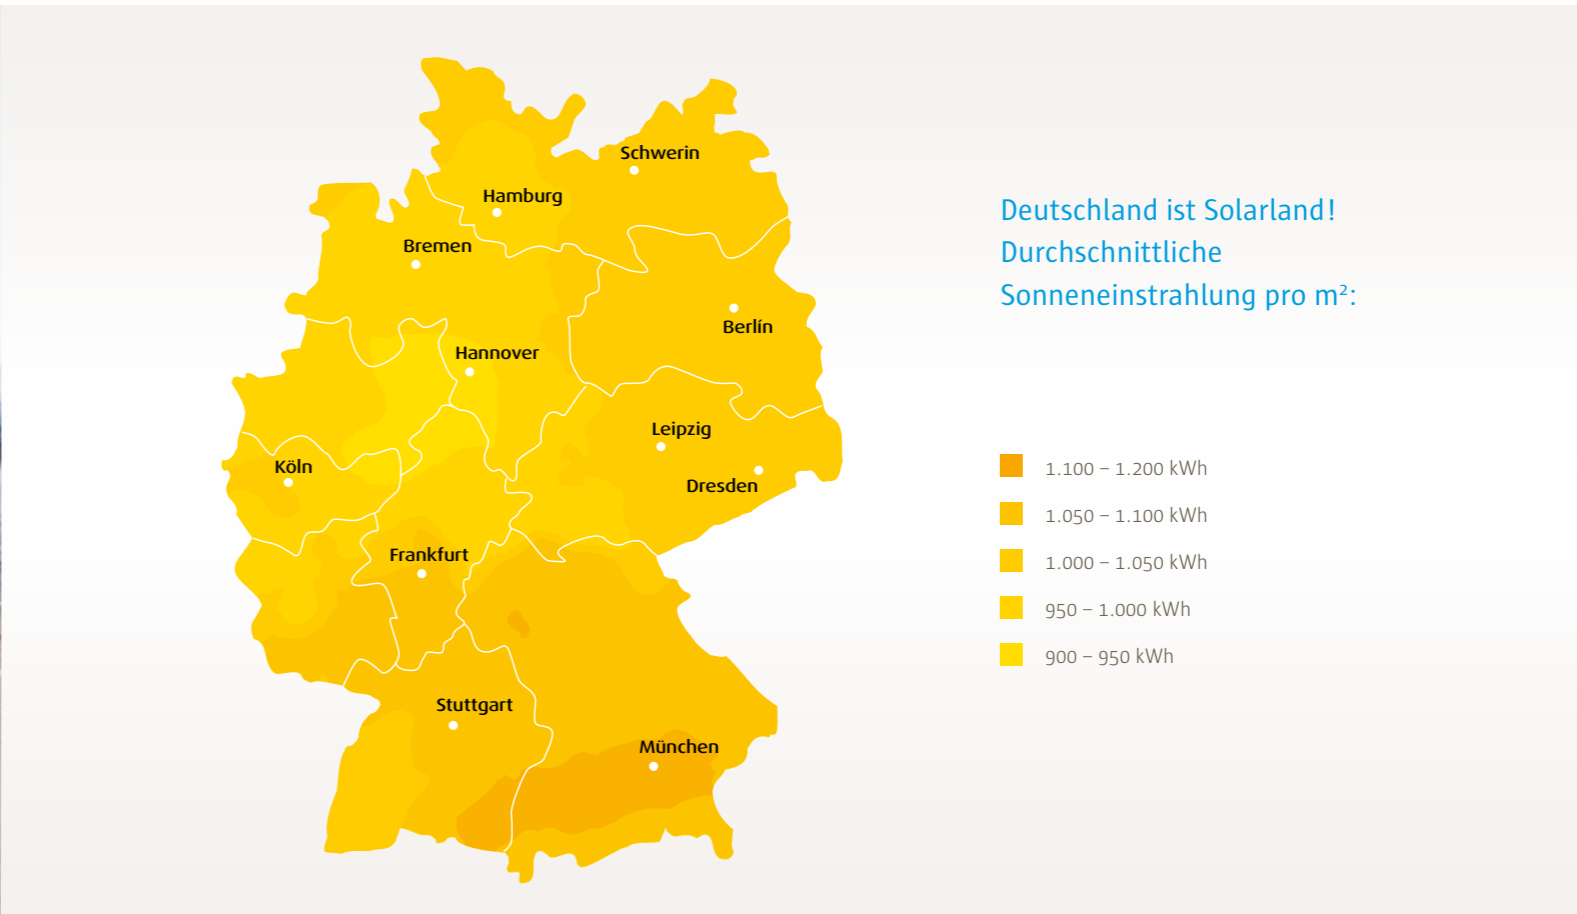 Schwerin
Hamburg
Bremen
Berlín
Hannover
Leipzig
Köln
Dresden
Frankfurt
Stuttgart
München
Deutschland ist Solarland!
Durchschnittliche
Sonneneinstrahlung pro m²:
1.100 – 1.200 kWh
1.050 – 1.100 kWh
1.000 – 1.050 kWh
950 – 1.000 kWh
900 – 950 kWh